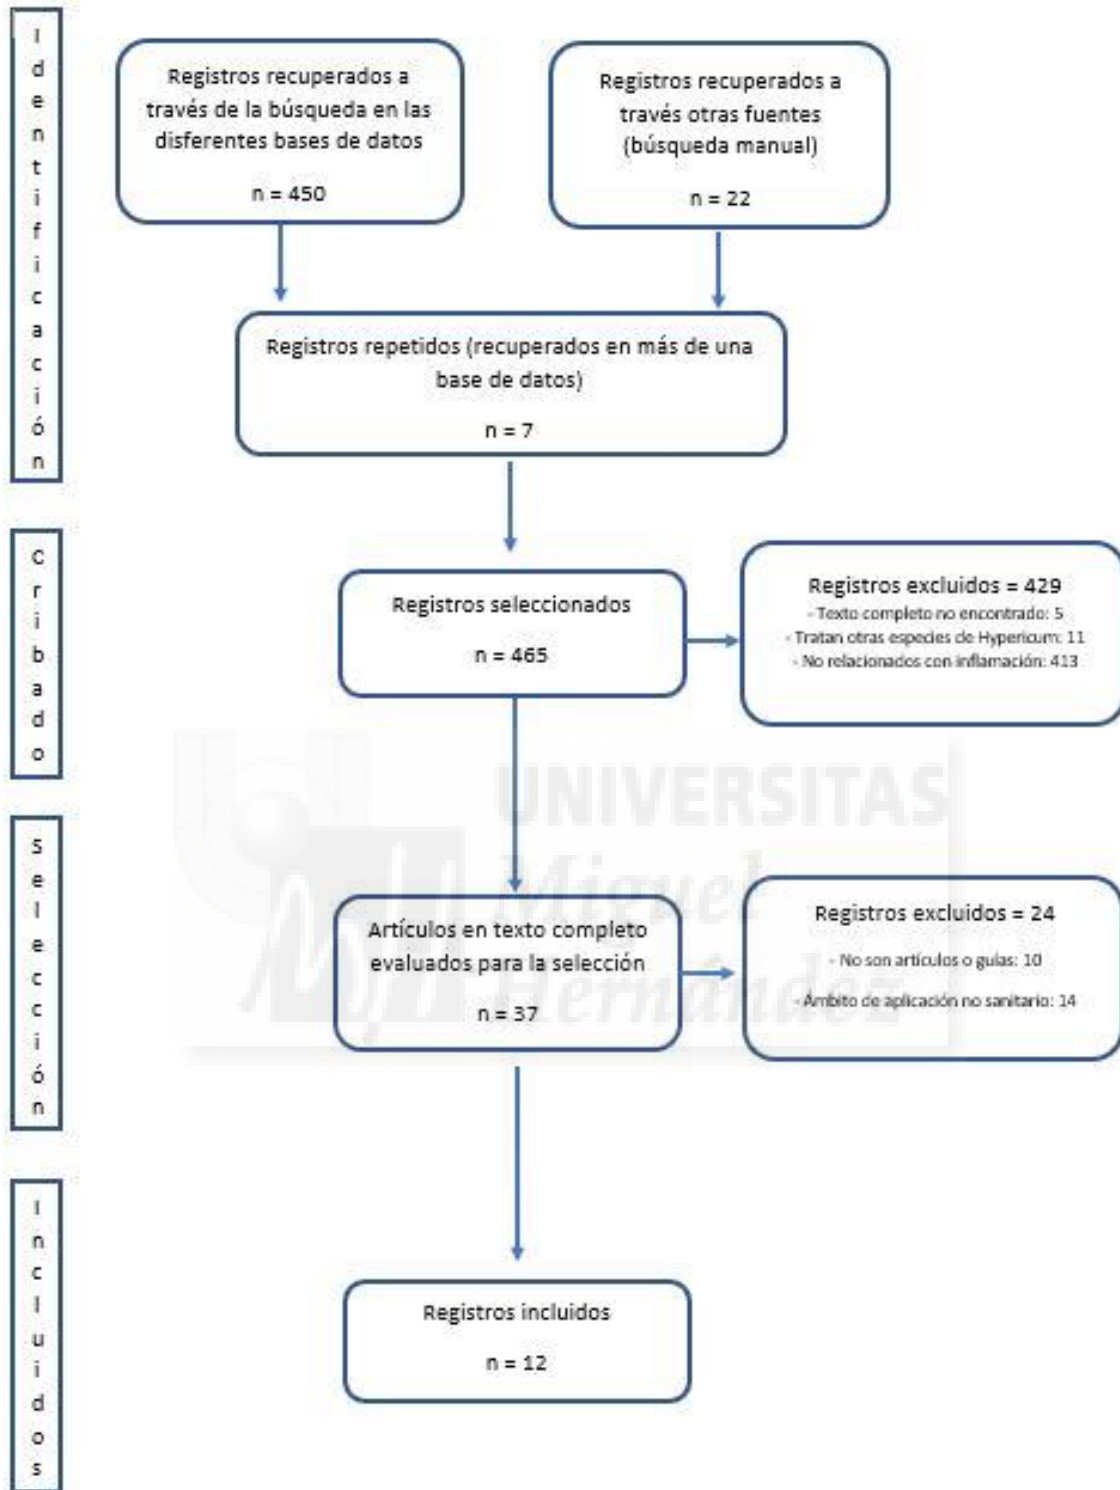 Identificación
Registros recuperados a
través de la búsqueda en las
disferentes bases de datos
n = 450
Registros recuperados a
través otras fuentes
(búsqueda manual)
n = 22
Registros repetidos (recuperados en más de una
base de datos)
n = 7
Cribado
Registros seleccionados
n = 465
Registros excluidos = 429
- Texto completo no encontrado: 5
- Tratan otras especies de Hypericum: 11
- No relacionados con inflamación: 413
Selección
Artículos en texto completo
evaluados para la selección
n = 37
Registros excluidos = 24
- No son artículos o guías: 10
- Ámbito de aplicación no sanitario: 14
UNIVERSITAS
Miguel
Hernández
Incluidos
Registros incluidos
n = 12